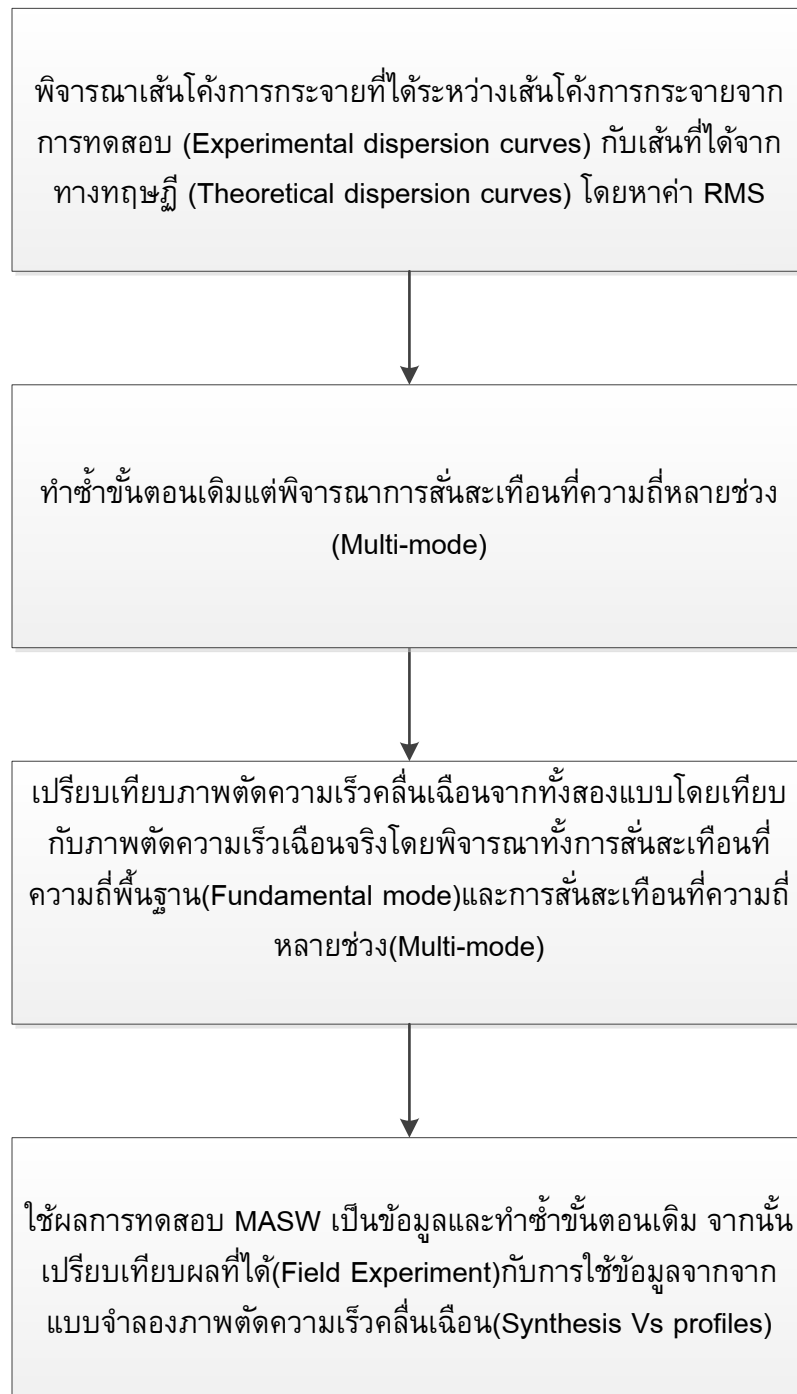 พิจารณาเส้นโค้งการกระจายที่ได้ระหว่างเส้นโค้งการกระจายจาก
การทดสอบ (Experimental dispersion curves) กับเส้นที่ได้จาก
ทางทฤษฏี (Theoretical dispersion curves) โดยหาค่า RMS
ทำซ้ำขั้นตอนเดิมแต่พิจารณาการสั่นสะเทือนที่ความถี่หลายช่วง
(Multi-mode)
เปรียบเทียบภาพตัดความเร็วคลื่นเฉือนจากทั้งสองแบบโดยเทียบ
กับภาพตัดความเร็วเฉือนจริงโดยพิจารณาทั้งการสั่นสะเทือนที่
ความถี่พื้นฐาน(Fundamental mode)และการสั่นสะเทือนที่ความถี่
หลายช่วง(Multi-mode)
ใช้ผลการทดสอบ MASW เป็นข้อมูลและทำซ้ำขั้นตอนเดิม จากนั้น
เปรียบเทียบผลที่ได้(Field Experiment)กับการใช้ข้อมูลจากจาก
แบบจำลองภาพตัดความเร็วคลื่นเฉือน(Synthesis Vs profiles)